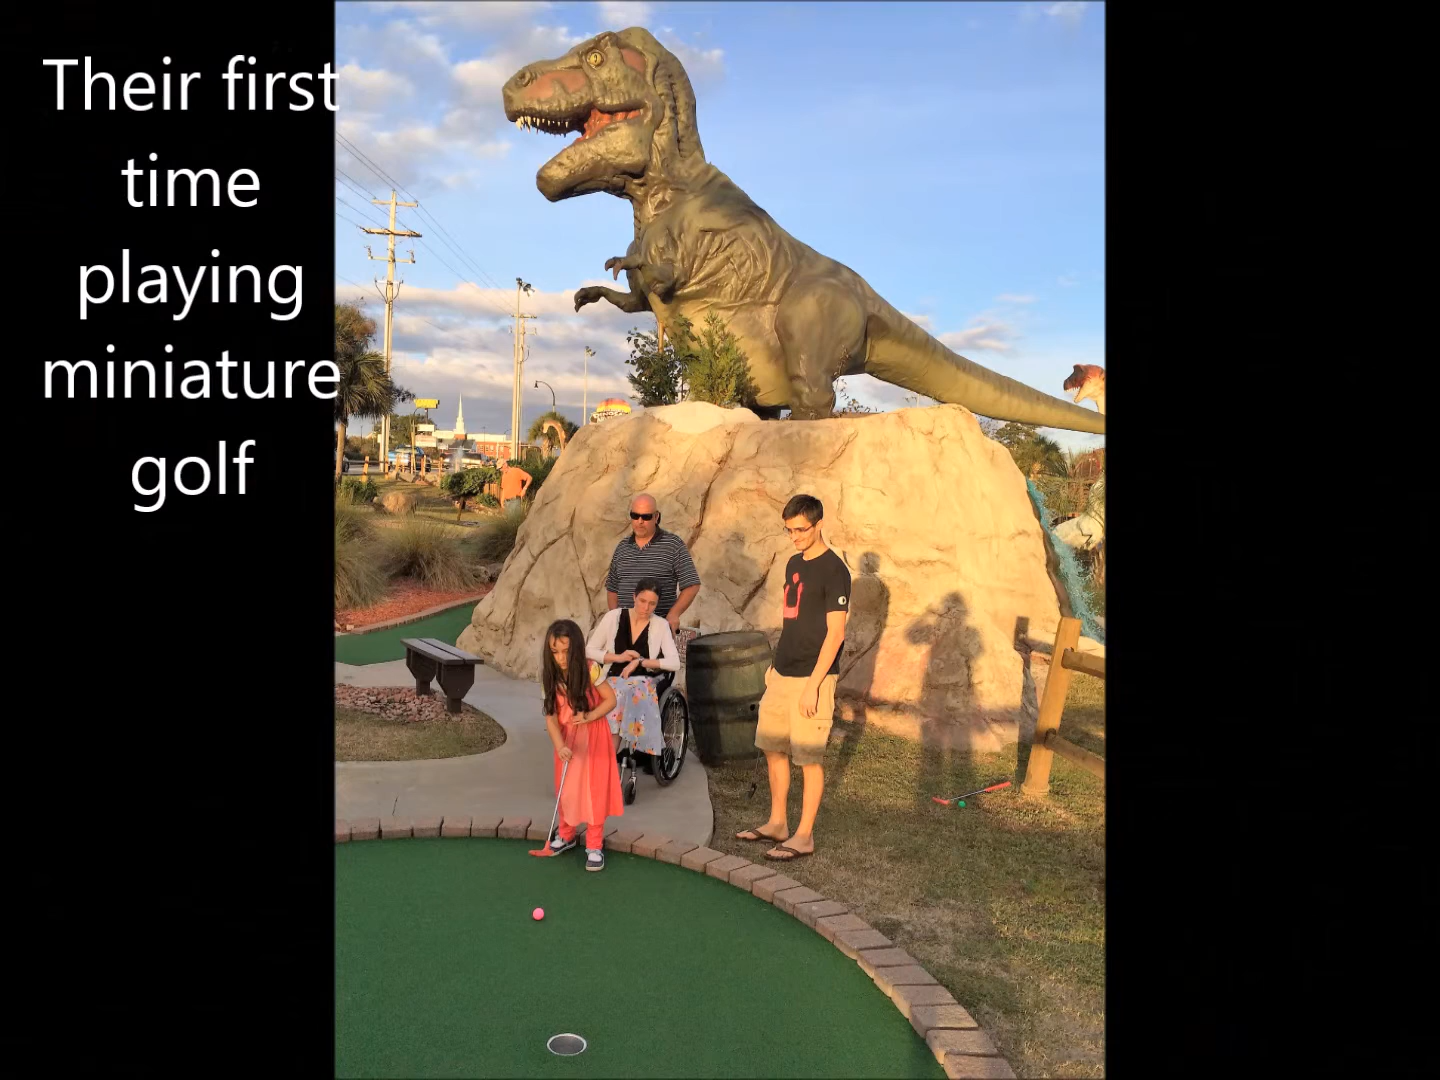 Their first
time
playing
miniature
golf